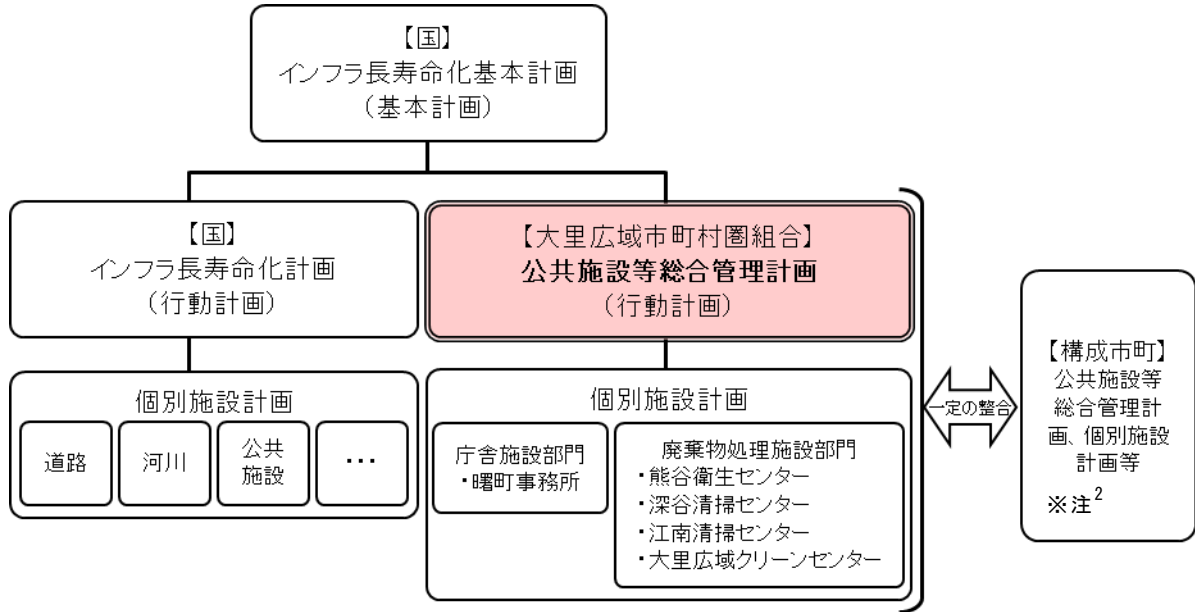 【国】
インフラ長寿命化基本計画
（基本計画）
【国】
インフラ長寿命化計画
（行動計画）
【大里広域市町村圏組合】
公共施設等総合管理計画
（行動計画）
個別施設計画
道路
河川
公共
施設
…
個別施設計画
庁舎施設部門
・曙町事務所
廃棄物処理施設部門
・熊谷衛生センター
・深谷清掃センター
・江南清掃センター
・大里広域クリーンセンター
一定の整合
【構成市町】
公共施設等
総合管理計
画、個別施設
計画等
※注2